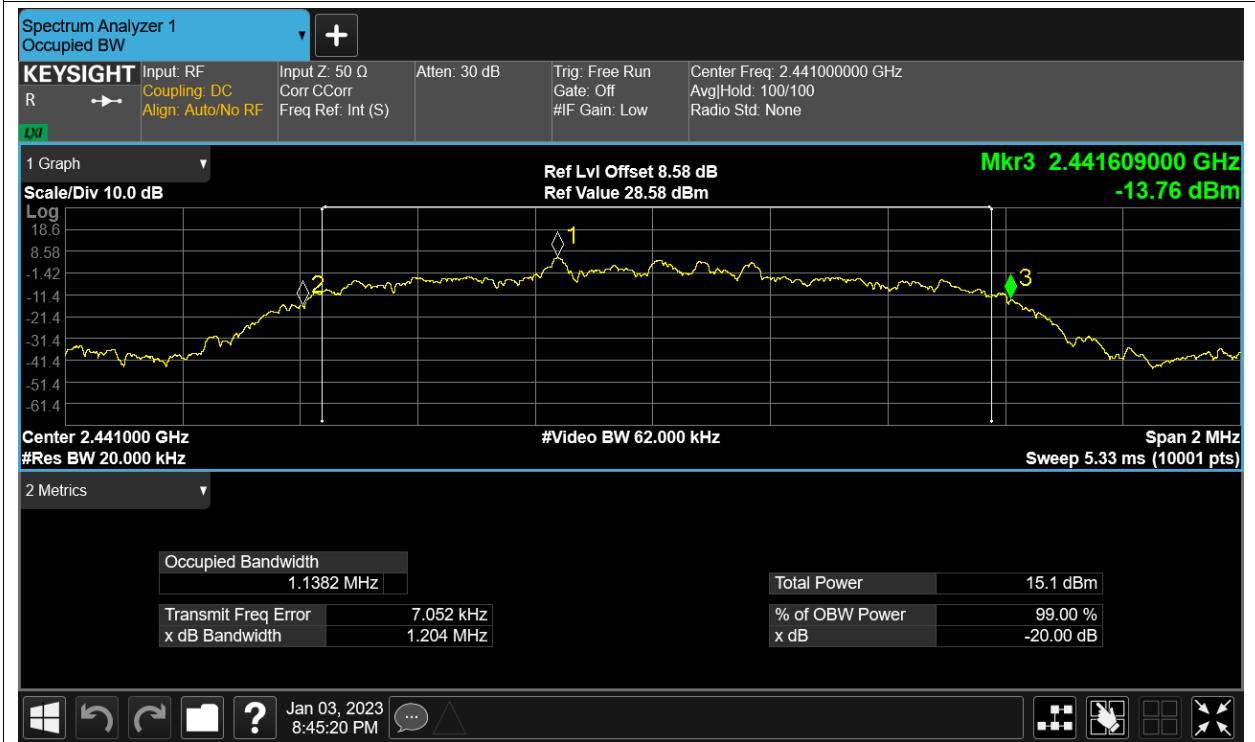 Spectrum Analyzer 1
Occupied BW
KEYSIGHT
R
LXI
Input: RF
Coupling: DC
Align: Auto/No RF
Input Z: 50 Ω
Corr CCorr
Freq Ref: Int (S)
Atten: 30 dB
Trig: Free Run
Gate: Off
#IF Gain: Low
Center Freq: 2.441000000 GHz
Avg|Hold: 100/100
Radio Std: None
1 Graph
Scale/Div 10.0 dB
Ref Lvl Offset 8.58 dB
Ref Value 28.58 dBm
Mkr3 2.441609000 GHz
-13.76 dBm
Log
18.6
8.58
-1.42
-11.4
-21.4
-31.4
-41.4
-51.4
-61.4
1
2
3
Center 2.441000 GHz
#Video BW 62.000 kHz
Span 2 MHz
#Res BW 20.000 kHz
Sweep 5.33 ms (10001 pts)
2 Metrics
Occupied Bandwidth
1.1382 MHz
Transmit Freq Error 7.052 kHz
x dB Bandwidth 1.204 MHz
Total Power 15.1 dBm
% of OBW Power 99.00 %
x dB -20.00 dB
?
Jan 03, 2023
8:45:20 PM